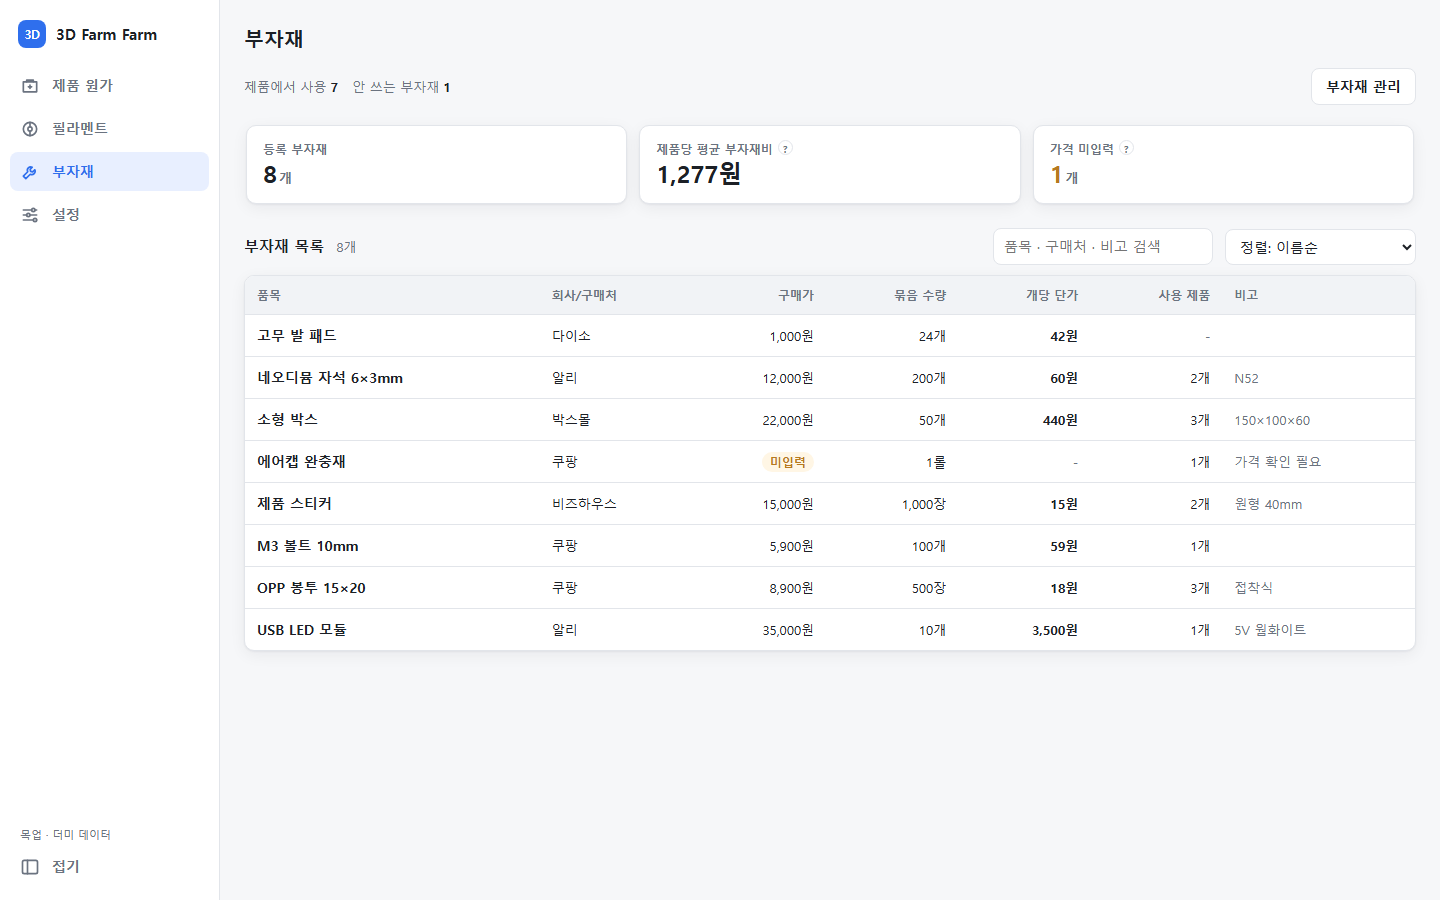 3D 3D Farm Farm
제품 원가
필라멘트
부자재
설정
목업 · 더미 데이터
접기
부자재
제품에서 사용 7 안 쓰는 부자재 1
부자재 관리
등록 부자재
8개
제품당 평균 부자재비 ?
1,277원
가격 미입력 ?
1개
부자재 목록 8개
품목 · 구매처 · 비고 검색
정렬: 이름순
품목 회사/구매처 구매가 묶음 수량 개당 단가 사용 제품 비고
고무 발 패드 다이소 1,000원 24개 42원 -
네오디뮴 자석 6×3mm 알리 12,000원 200개 60원 2개 N52
소형 박스 박스몰 22,000원 50개 440원 3개 150×100×60
에어캡 완충재 쿠팡 미입력 1롤 - 1개 가격 확인 필요
제품 스티커 비즈하우스 15,000원 1,000장 15원 2개 원형 40mm
M3 볼트 10mm 쿠팡 5,900원 100개 59원 1개
OPP 봉투 15×20 쿠팡 8,900원 500장 18원 3개 접착식
USB LED 모듈 알리 35,000원 10개 3,500원 1개 5V 웜화이트